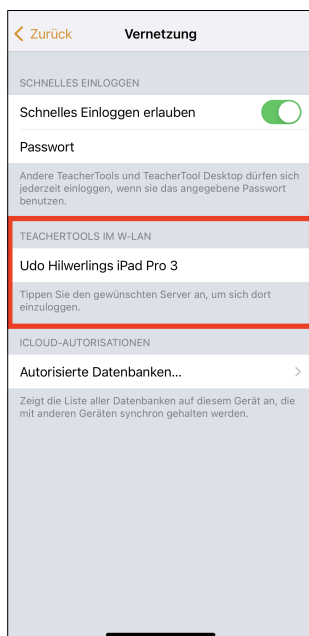 Zurück
Vernetzung
SCHNELLES EINLOGGEN
Schnelles Einloggen erlauben
Passwort
Andere TeacherTools und TeacherTool Desktop dürfen sich
jederzeit einloggen, wenn sie das angegebene Passwort
benutzen.
TEACHERTOOLS IM W-LAN
Udo Hilwerlings iPad Pro 3
Tippen Sie den gewünschten Server an, um sich dort
einzuloggen.
ICLOUD-AUTORISATIONEN
Autorisierte Datenbanken...
Zeigt die Liste aller Datenbanken auf diesem Gerät an, die
mit anderen Geräten synchron gehalten werden.